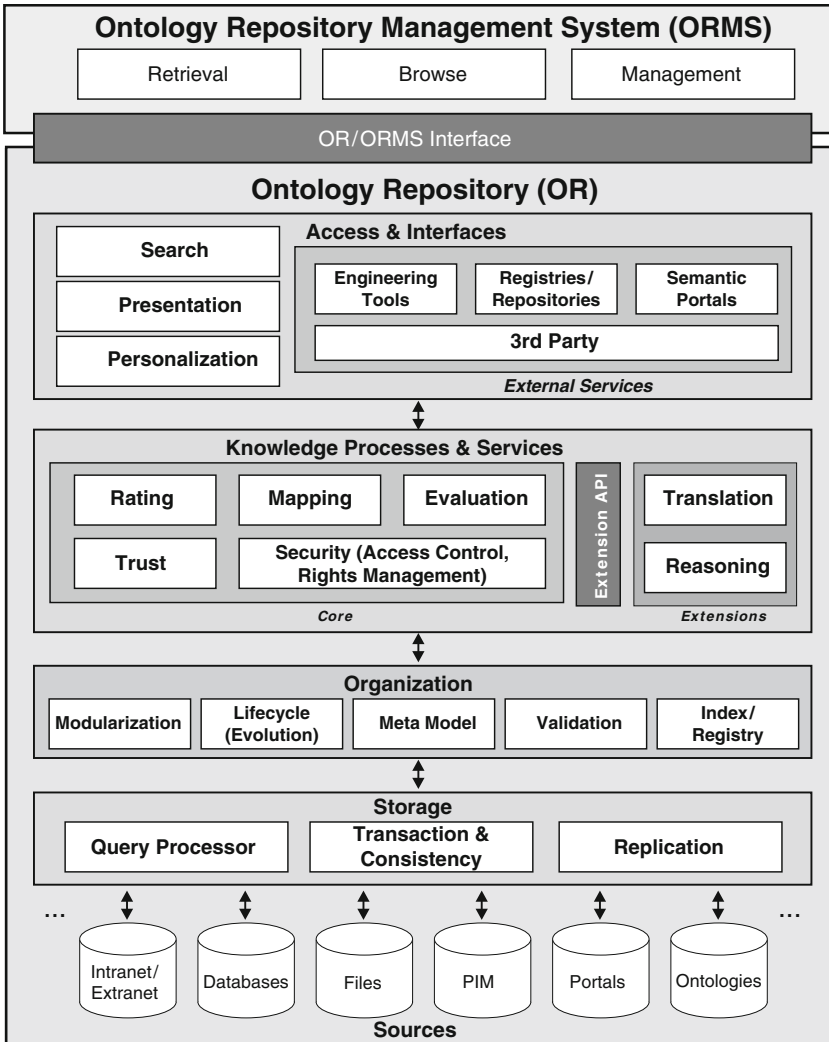 Ontology Repository Management System (ORMS)
Retrieval
Browse
Management
OR/ORMS Interface
Ontology Repository (OR)
Access & Interfaces
Search
Presentation
Personalization
Engineering
Tools
Registries/
Repositories
Semantic
Portals
3rd Party
External Services
Knowledge Processes & Services
Rating
Mapping
Evaluation
Trust
Security (Access Control,
Rights Management)
Core
Extension API
Translation
Reasoning
Extensions
Organization
Modularization
Lifecycle
(Evolution)
Meta Model
Validation
Index/
Registry
Storage
Query Processor
Transaction &
Consistency
Replication
...
...
Intranet/
Extranet
Databases
Files
PIM
Portals
Ontologies
Sources